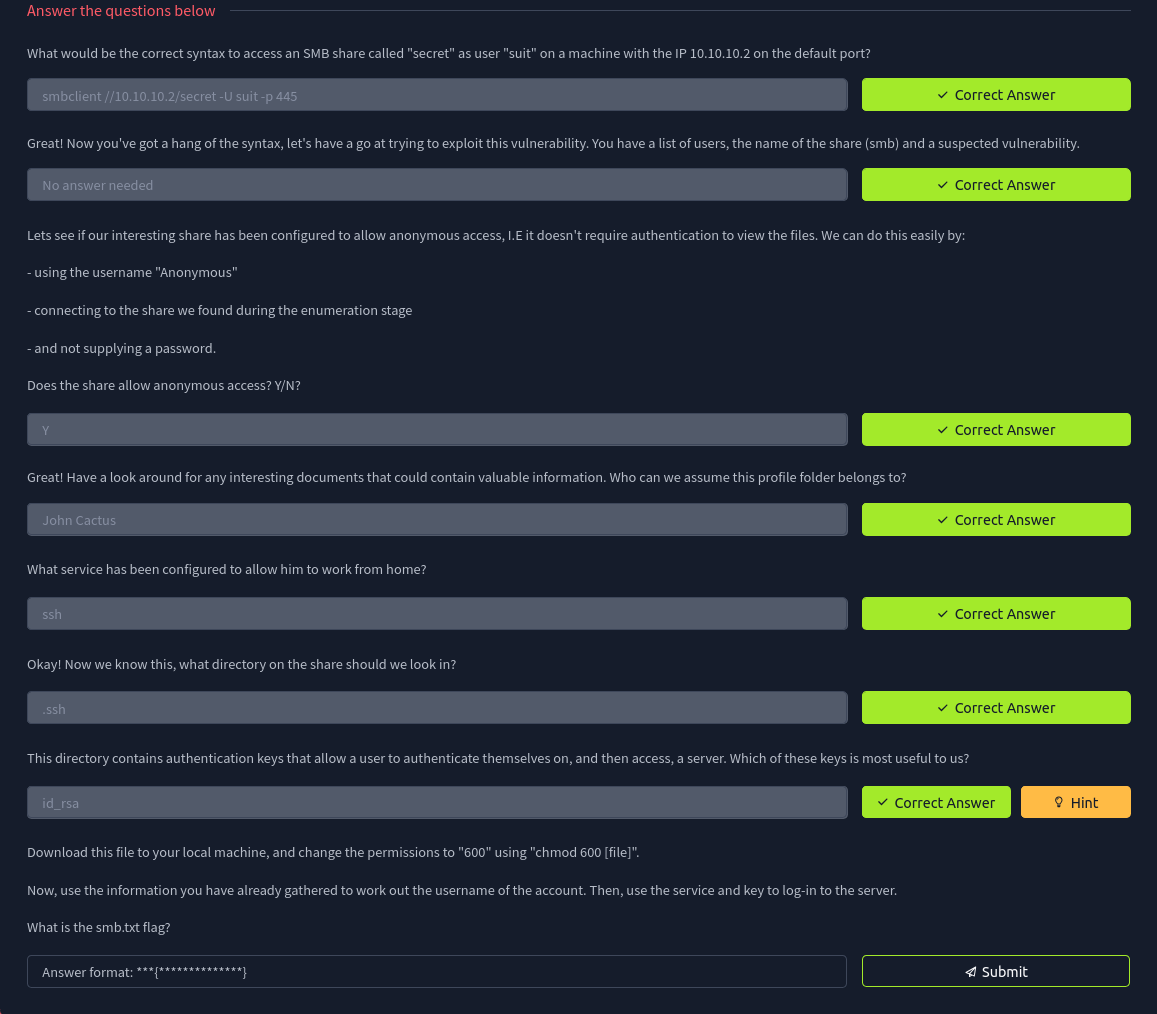 Answer the questions below
What would be the correct syntax to access an SMB share called "secret" as user "suit" on a machine with the IP 10.10.10.2 on the default port?
smbclient //10.10.10.2/secret -U suit -p 445
Correct Answer
Great! Now you've got a hang of the syntax, let's have a go at trying to exploit this vulnerability. You have a list of users, the name of the share (smb) and a suspected vulnerability.
No answer needed
Correct Answer
Lets see if our interesting share has been configured to allow anonymous access, I.E it doesn't require authentication to view the files. We can do this easily by:
- using the username "Anonymous"
- connecting to the share we found during the enumeration stage
- and not supplying a password.
Does the share allow anonymous access? Y/N?
Y
Correct Answer
Great! Have a look around for any interesting documents that could contain valuable information. Who can we assume this profile folder belongs to?
John Cactus
Correct Answer
What service has been configured to allow him to work from home?
ssh
Correct Answer
Okay! Now we know this, what directory on the share should we look in?
.ssh
Correct Answer
This directory contains authentication keys that allow a user to authenticate themselves on, and then access, a server. Which of these keys is most useful to us?
id_rsa
Correct Answer
Hint
Download this file to your local machine, and change the permissions to "600" using "chmod 600 [file]".
Now, use the information you have already gathered to work out the username of the account. Then, use the service and key to log-in to the server.
What is the smb.txt flag?
Answer format: ***{**************}
Submit